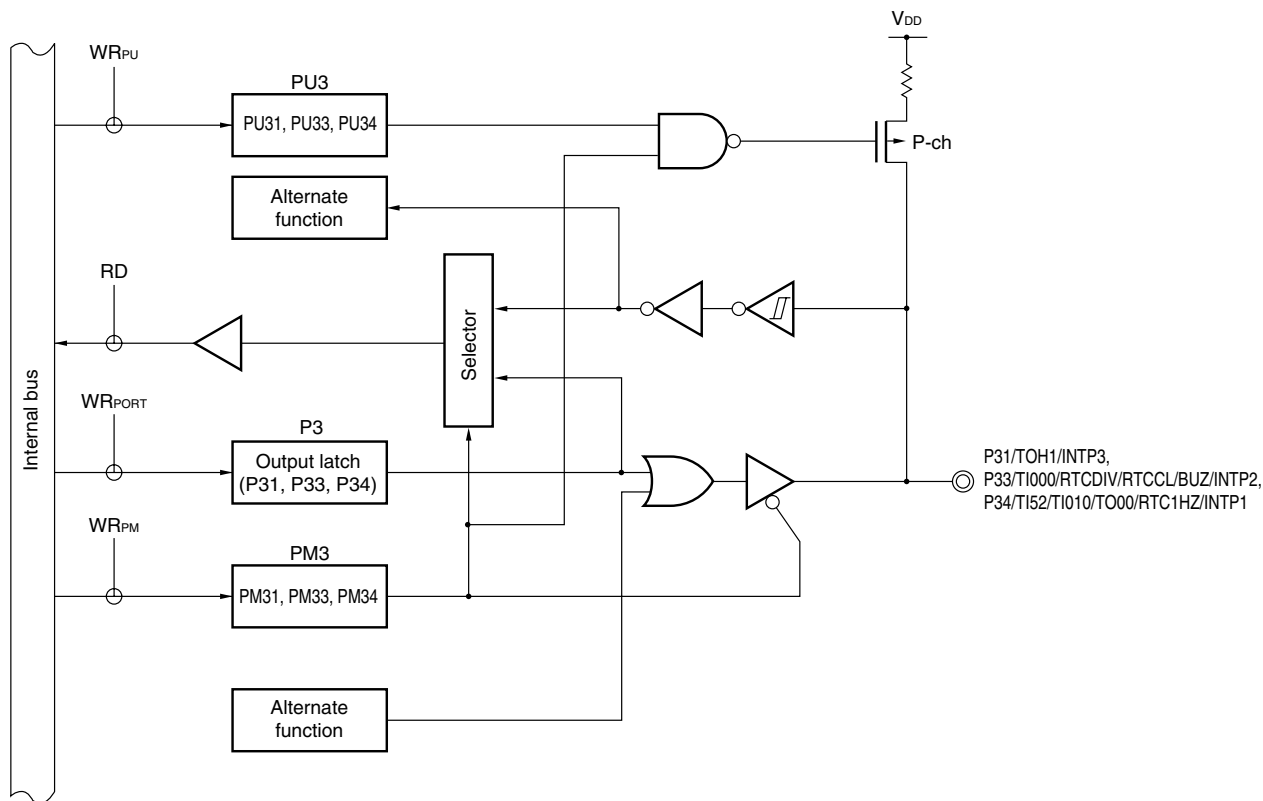 VDD
WRPU
PU3
PU31, PU33, PU34
P-ch
Alternate
function
RD
Selector
Internal bus
WRPORT
P3
Output latch
(P31, P33, P34)
P31/TOH1/INTP3,
P33/TI000/RTCDIV/RTCCL/BUZ/INTP2,
P34/TI52/TI010/TO00/RTC1HZ/INTP1
WRPM
PM3
PM31, PM33, PM34
Alternate
function